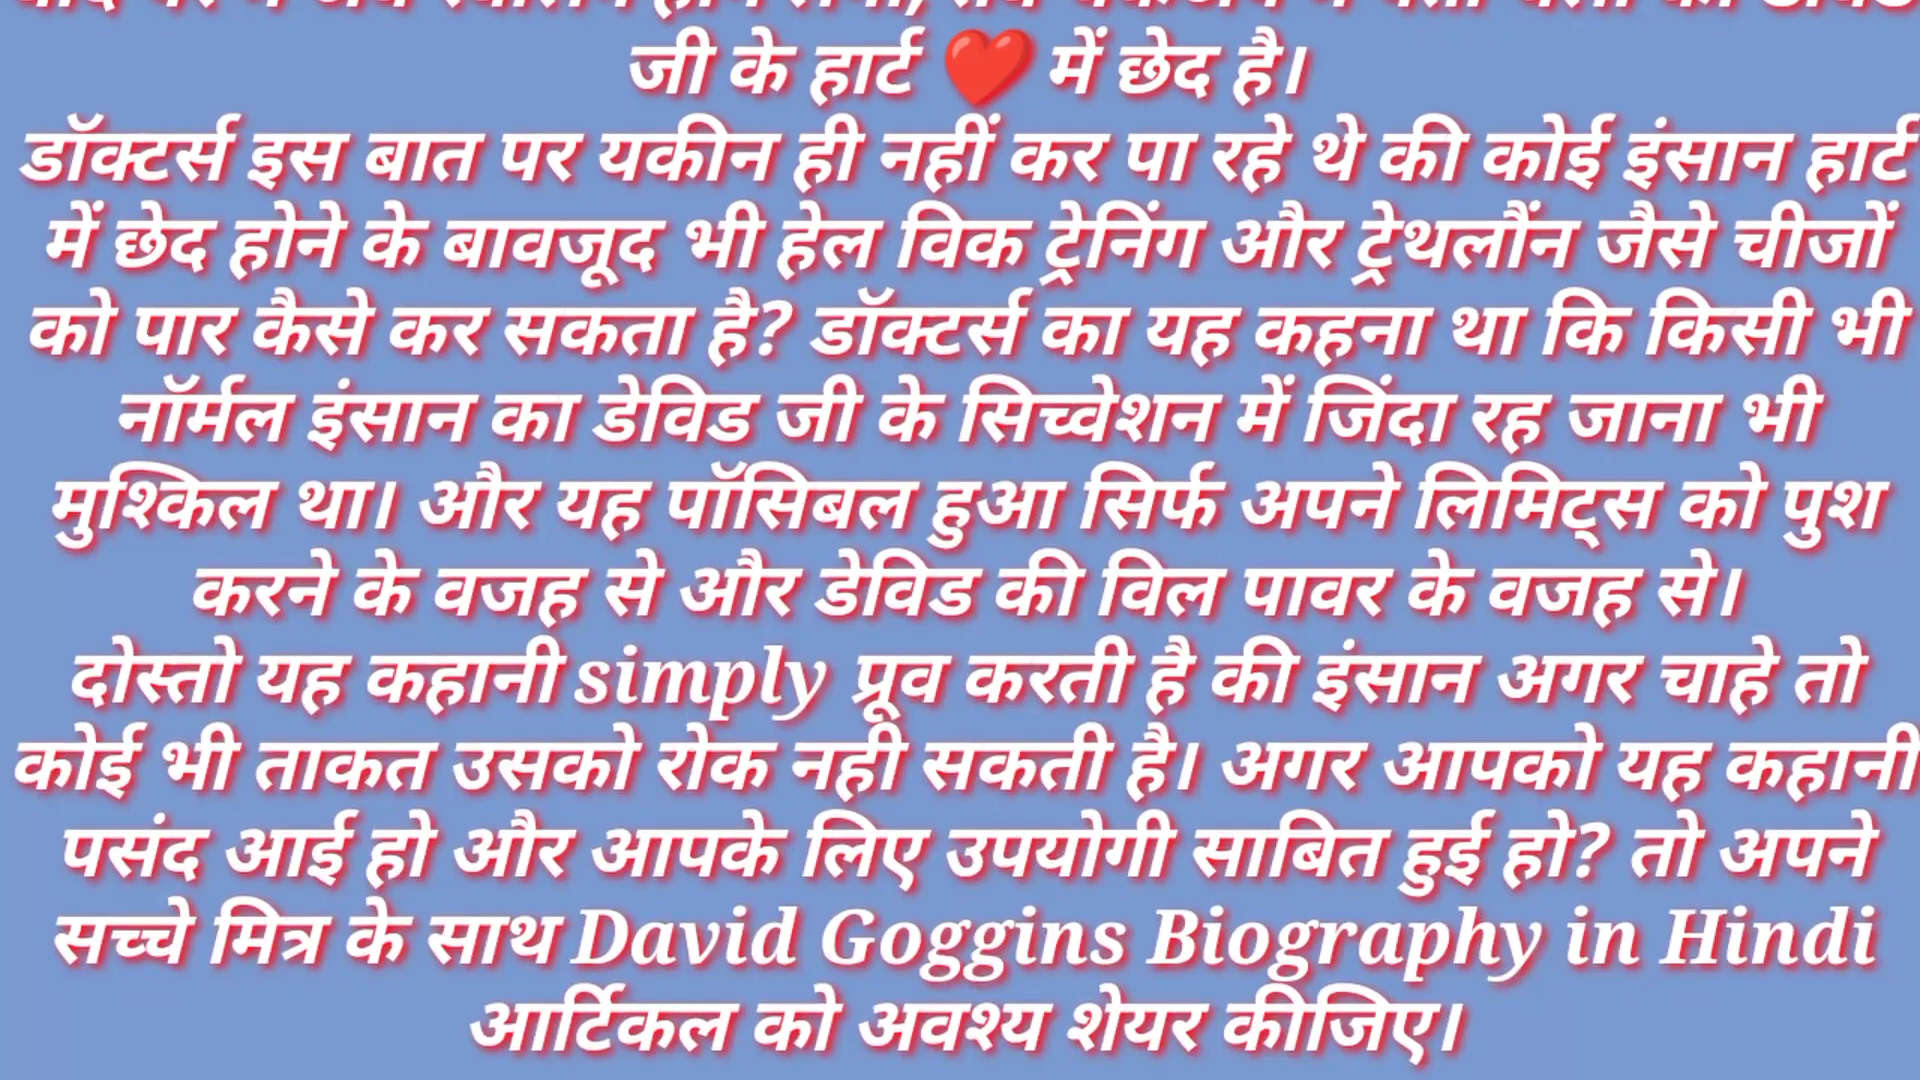 जी के हार्ट ❤️ में छेद है।
डॉक्टर्स इस बात पर यकीन ही नहीं कर पा रहे थे की कोई इंसान हार्ट
में छेद होने के बावजूद भी हेल विक ट्रेनिंग और ट्रेथलौंन जैसे चीजों
को पार कैसे कर सकता है? डॉक्टर्स का यह कहना था कि किसी भी
नॉर्मल इंसान का डेविड जी के सिच्वेशन में जिंदा रह जाना भी
मुश्किल था। और यह पॉसिबल हुआ सिर्फ अपने लिमिट्स को पुश
करने के वजह से और डेविड की विल पावर के वजह से।
दोस्तो यह कहानी simply प्रूव करती है की इंसान अगर चाहे तो
कोई भी ताकत उसको रोक नही सकती है। अगर आपको यह कहानी
पसंद आई हो और आपके लिए उपयोगी साबित हुई हो? तो अपने
सच्चे मित्र के साथ David Goggins Biography in Hindi
आर्टिकल को अवश्य शेयर कीजिए।